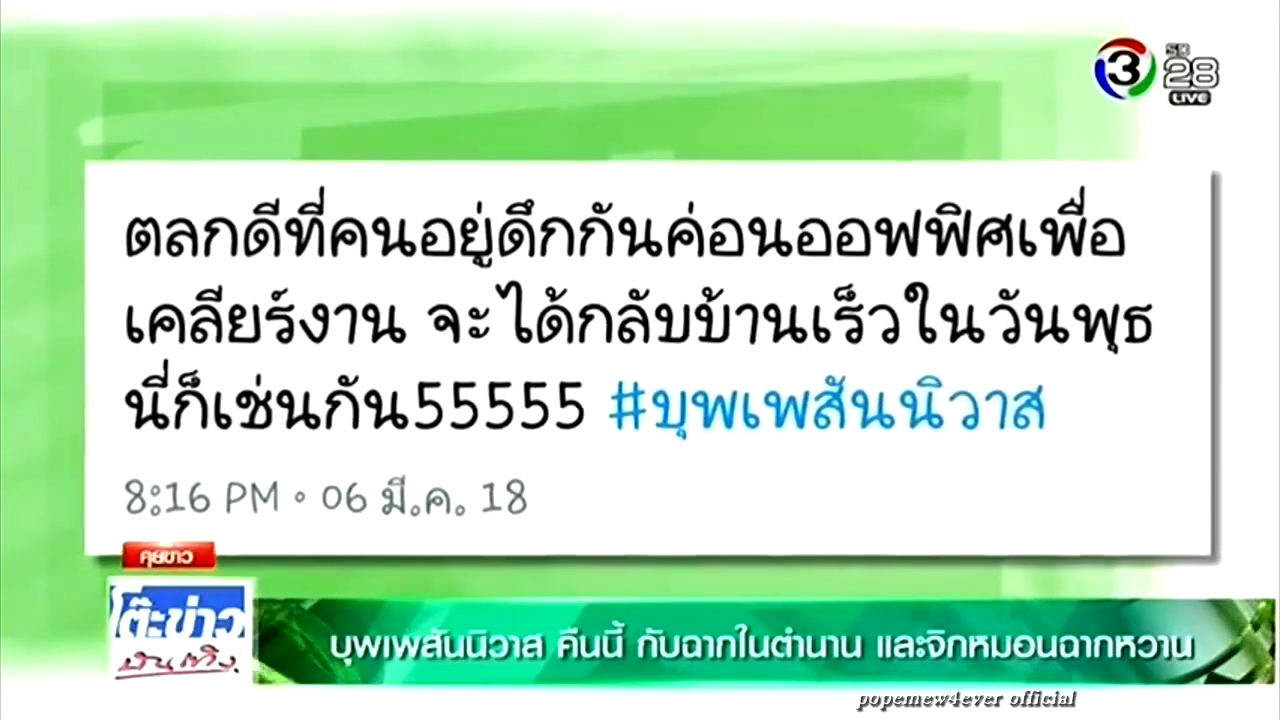 3
28
LIVE
ตลกดีที่คนอยู่ดึกกันค่อนออฟฟิศเพื่อ
เคลียร์งาน จะได้กลับบ้านเร็วในวันพุธ
นี่ก็เช่นกัน55555 #บุพเพสันนิวาส
8:16 PM • 06 มี.ค. 18
คุยข่าว
โต๊ะข่าว
บันเทิง
บุพเพสันนิวาส คืนนี้ กับฉากในตำนาน และจิกหมอนฉากหวาน
popemew4ever official